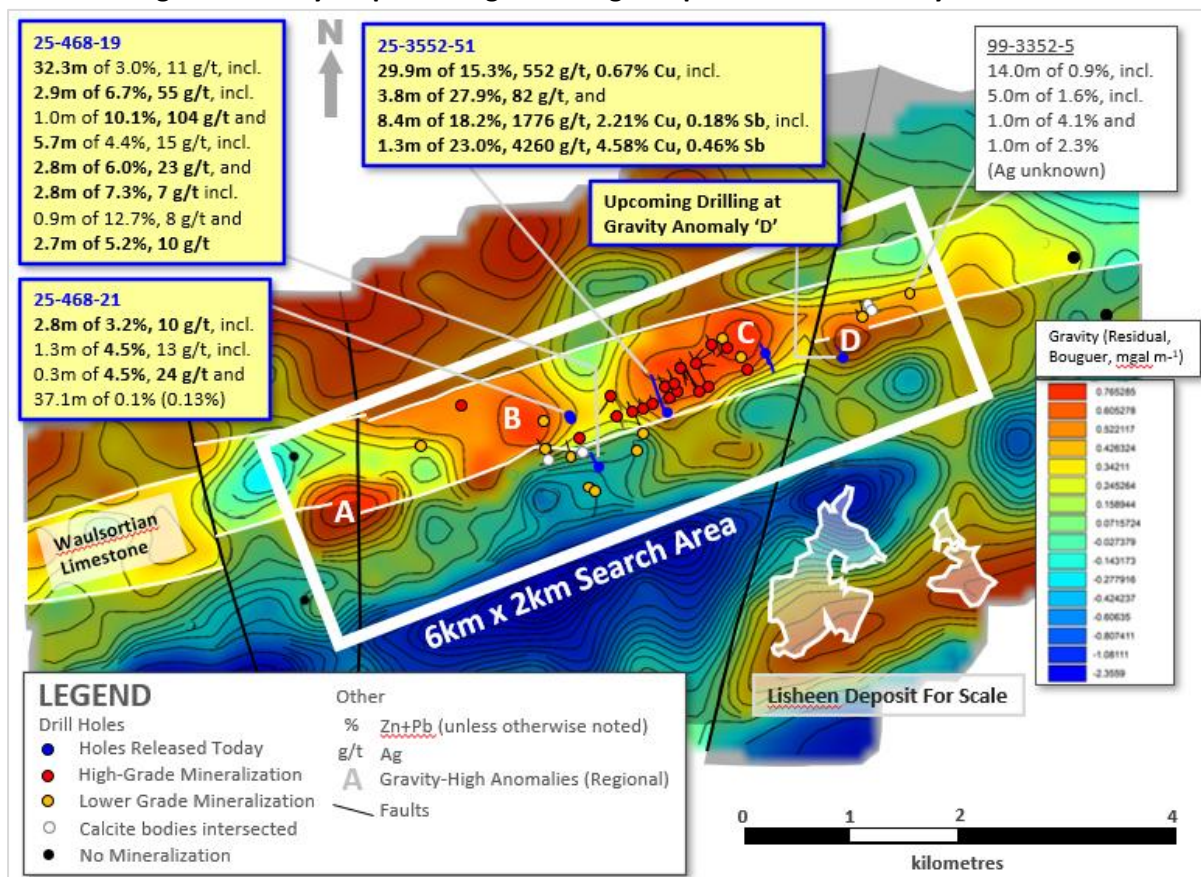 25-468-19
32.3m of 3.0%, 11 g/t, incl.
2.9m of 6.7%, 55 g/t, incl.
1.0m of 10.1%, 104 g/t and
5.7m of 4.4%, 15 g/t, incl.
2.8m of 6.0%, 23 g/t, and
2.8m of 7.3%, 7 g/t incl.
0.9m of 12.7%, 8 g/t and
2.7m of 5.2%, 10 g/t
N
25-3552-51
29.9m of 15.3%, 552 g/t, 0.67% Cu, incl.
3.8m of 27.9%, 82 g/t, and
8.4m of 18.2%, 1776 g/t, 2.21% Cu, 0.18% Sb, incl.
1.3m of 23.0%, 4260 g/t, 4.58% Cu, 0.46% Sb
99-3352-5
14.0m of 0.9%, incl.
5.0m of 1.6%, incl.
1.0m of 4.1% and
1.0m of 2.3%
(Ag unknown)
Upcoming Drilling at
Gravity Anomaly 'D'
25-468-21
2.8m of 3.2%, 10 g/t, incl.
1.3m of 4.5%, 13 g/t, incl.
0.3m of 4.5%, 24 g/t and
37.1m of 0.1% (0.13%)
A
B
C
D
Waulsortian
Limestone
6km x 2km Search Area
Lisheen Deposit For Scale
Gravity (Residual,
Bouguer, mgal m-1)
0.765265
0.605278
0.522117
0.426324
0.34211
0.245264
0.158944
0.0715724
-0.027379
-0.143173
-0.277916
-0.424237
-0.60635
-0.807411
-1.08111
-2.3559
LEGEND
Drill Holes
Holes Released Today
High-Grade Mineralization
Lower Grade Mineralization
Calcite bodies intersected
No Mineralization
Other
% Zn+Pb (unless otherwise noted)
g/t Ag
A Gravity-High Anomalies (Regional)
Faults
0 1 2 4
kilometres